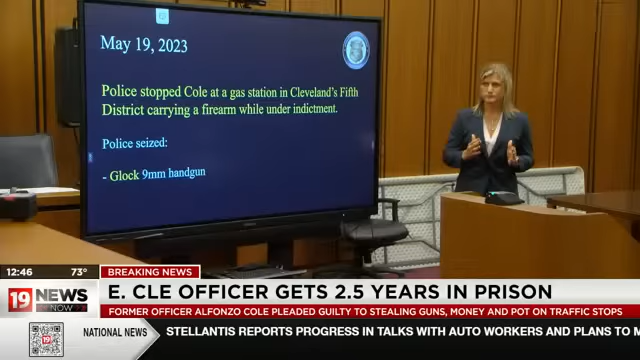 May 19, 2023
Police stopped Cole at a gas station in Cleveland's Fifth
District carrying a firearm while under indictment.
Police seized:
- Glock 9mm handgun
12:46 73°
BREAKING NEWS
19 NEWS
NOW
E. CLE OFFICER GETS 2.5 YEARS IN PRISON
FORMER OFFICER ALFONZO COLE PLEADED GUILTY TO STEALING GUNS, MONEY AND POT ON TRAFFIC STOPS
19
NATIONAL NEWS
STELLANTIS REPORTS PROGRESS IN TALKS WITH AUTO WORKERS AND PLANS TO M